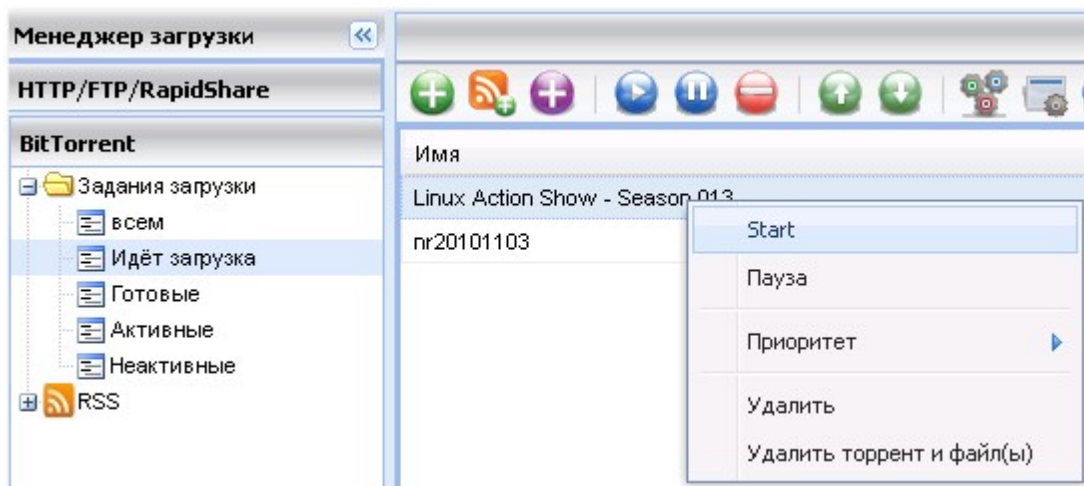 Менеджер загрузки
HTTP/FTP/RapidShare
BitTorrent
Задания загрузки
всем
Идёт загрузка
Готовые
Активные
Неактивные
RSS
Имя
Linux Action Show - Season 013
nr20101103
Start
Пауза
Приоритет
Удалить
Удалить торрент и файл(ы)